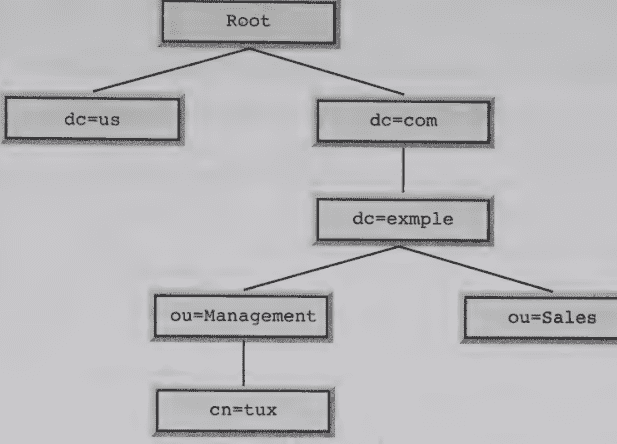 Root
dc=us
dc=com
dc=exmple
ou=Management
ou=Sales
cn=tux